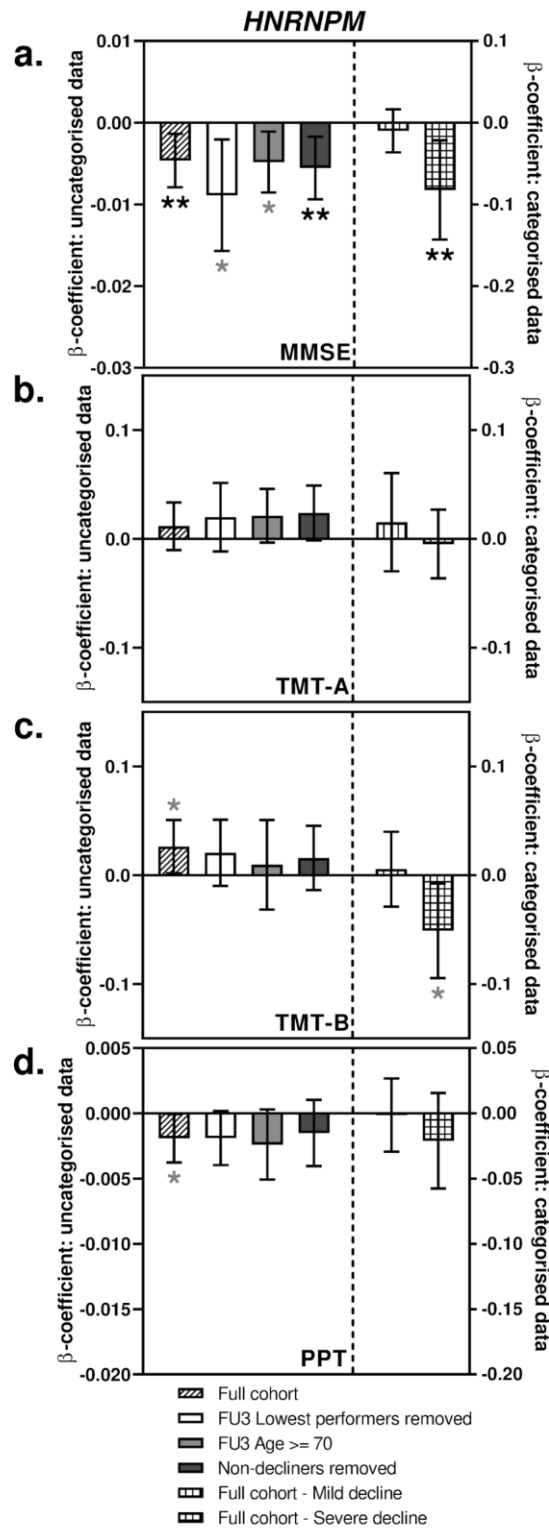 HNRNPM
a.
β-coefficient: uncategorised data
0.01
0.00
-0.01
-0.02
-0.03
**
*
*
**
**
MMSE
0.1
0.0
-0.1
-0.2
-0.3
β-coefficient: categorised data
b.
β-coefficient: uncategorised data
0.1
0.0
-0.1
TMT-A
0.1
0.0
-0.1
β-coefficient: categorised data
c.
β-coefficient: uncategorised data
0.1
0.0
-0.1
*
*
TMT-B
0.1
0.0
-0.1
β-coefficient: categorised data
d.
β-coefficient: uncategorised data
0.005
0.000
-0.005
-0.010
-0.015
-0.020
*
PPT
0.05
0.00
-0.05
-0.10
-0.15
-0.20
β-coefficient: categorised data
Full cohort
FU3 Lowest performers removed
FU3 Age >= 70
Non-decliners removed
Full cohort - Mild decline
Full cohort - Severe decline